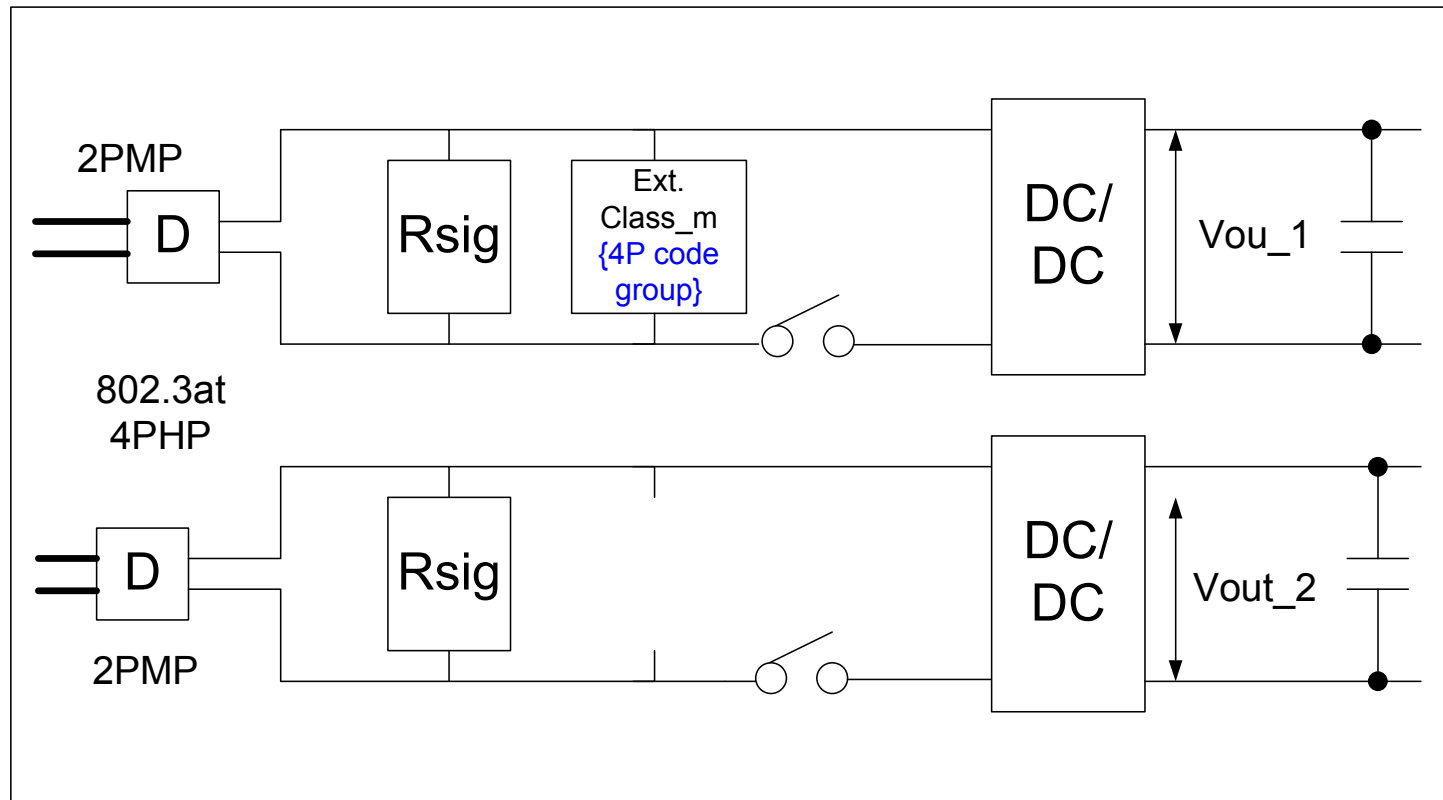 2PMP
D
Rsig
Ext.
Class_m
{4P code
group}
DC/
DC
Vou_1
802.3at
4PHP
D
2PMP
Rsig
DC/
DC
Vout_2